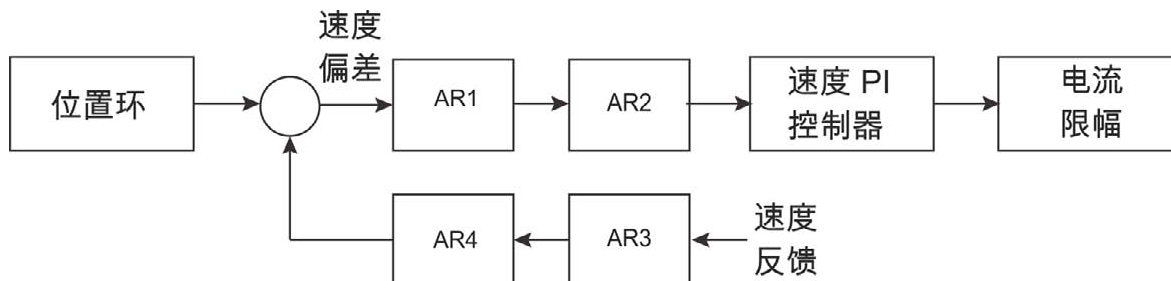 速度
偏差
位置环
AR1
AR2
速度 PI
控制器
电流
限幅
AR4
AR3
速度
反馈